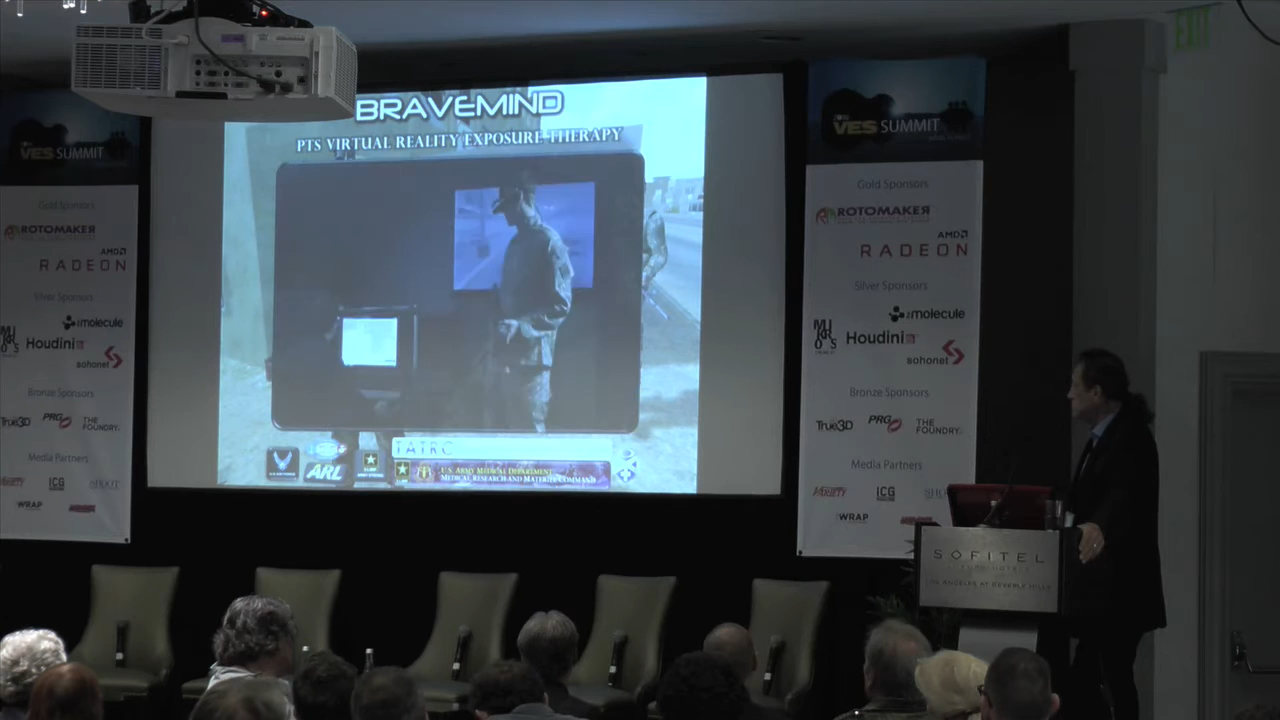 BRAVEMIND
PTS VIRTUAL REALITY EXPOSURE THERAPY
TATRC
ARL
U.S. ARMY MEDICAL DEPARTMENT
MEDICAL RESEARCH AND MATERIEL COMMAND
VES SUMMIT
Gold Sponsors
ROTOMAKER
AMD
RADEON
Silver Sponsors
molecule
Houdini
sohonet
Bronze Sponsors
True3D
PRG
THE FOUNDRY
Media Partners
VARIETY
ICG
WRAP
VES SUMMIT
Gold Sponsors
ROTOMAKER
AMD
RADEON
Silver Sponsors
molecule
Houdini
sohonet
Bronze Sponsors
True3D
PRG
THE FOUNDRY
Media Partners
VARIETY
ICG
WRAP
EXIT
SOFITEL
LOS ANGELES AT BEVERLY HILLS